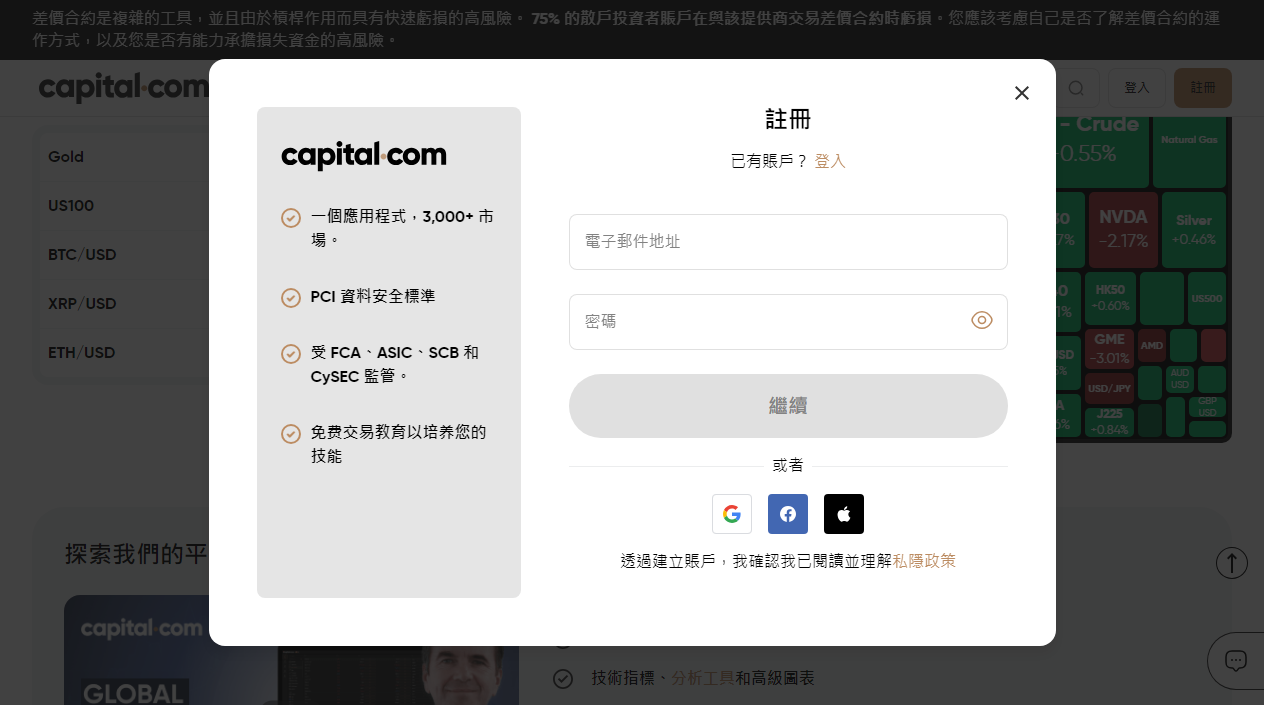 差價合約是複雜的工具，並且由於槓桿作用而具有快速虧損的高風險。 75% 的散戶投資者賬戶在與該提供商交易差價合約時虧損。您應該考慮自己是否了解差價合約的運
作方式，以及您是否有能力承擔損失資金的高風險。
capital.com
登入
註冊
Gold
US100
BTC/USD
XRP/USD
ETH/USD
capital.com
一個應用程式，3,000+ 市
場。
PCI 資料安全標準
受 FCA、ASIC、SCB 和
CySEC 監管。
免费交易教育以培养您的
技能
註冊
已有賬戶？ 登入
電子郵件地址
密碼
繼續
或者
透過建立賬戶，我確認我已閱讀並理解私隱政策
- Crude
0.55%
Natural Gas
NVDA
-2.17%
Silver
+0.46%
HK50
-0.60%
US500
GME
-3.01%
AMD
USD/JPY
AUD
USD
J225
-0.84%
GBP
USD
探索我們的平
capital.com
GLOBAL
技術指標、分析工具和高級圖表